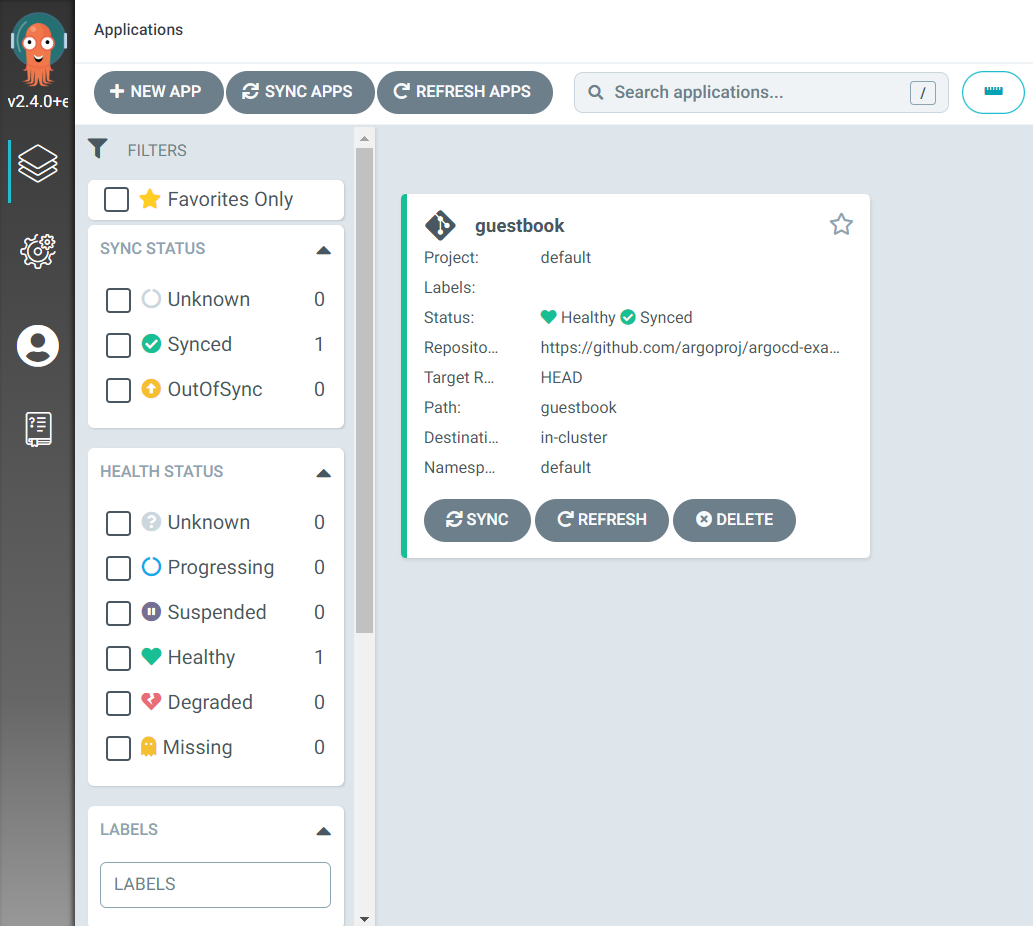 Applications
v2.4.0+e
NEW APP
SYNC APPS
REFRESH APPS
Search applications...
/
FILTERS
Favorites Only
SYNC STATUS
Unknown 0
Synced 1
OutOfSync 0
HEALTH STATUS
Unknown 0
Progressing 0
Suspended 0
Healthy 1
Degraded 0
Missing 0
LABELS
LABELS
guestbook
Project: default
Labels:
Status: Healthy Synced
Reposito... https://github.com/argoproj/argocd-exa...
Target R... HEAD
Path: guestbook
Destinati... in-cluster
Namesp... default
SYNC
REFRESH
DELETE